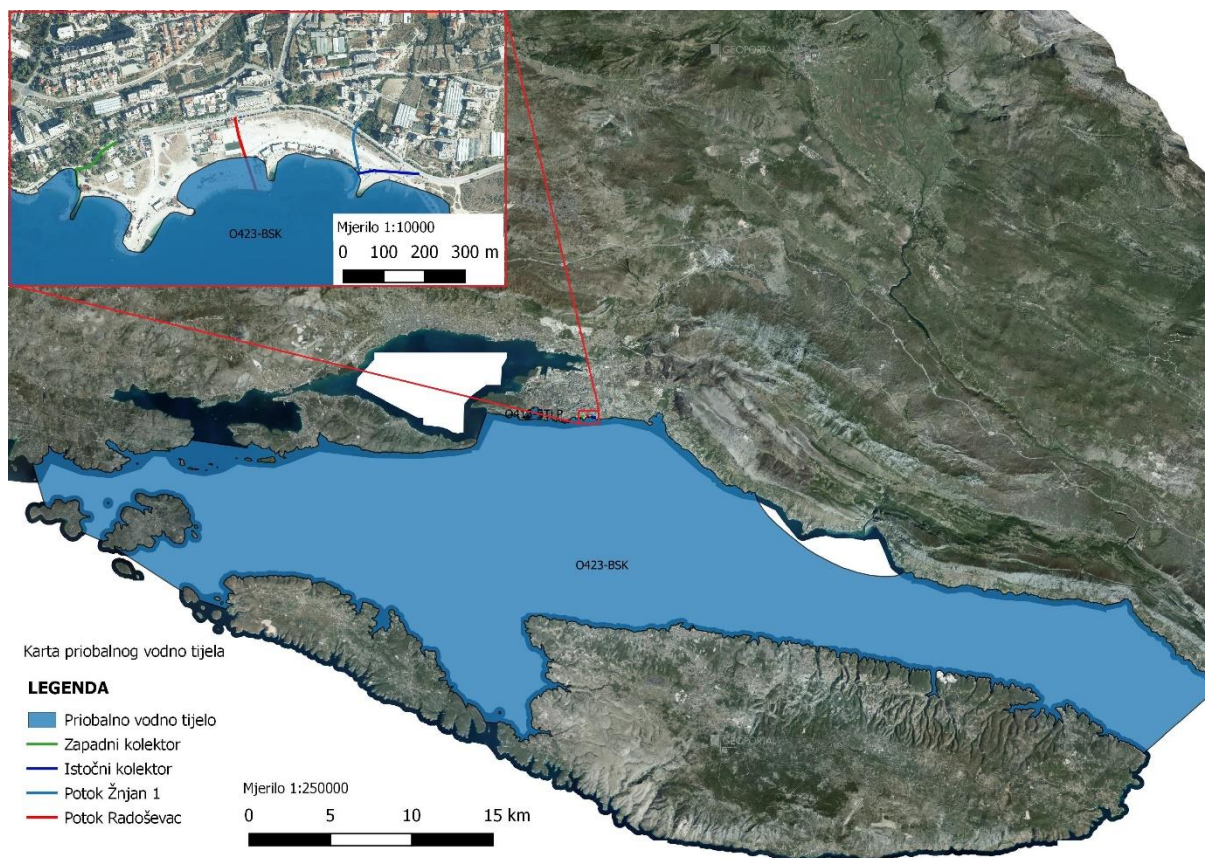 GEOPORTAL
O423-BSK
Mjerilo 1:10000
0 100 200 300 m
O423-BSK
Karta priobalnog vodno tijela
LEGENDA
Priobalno vodno tijelo
Zapadni kolektor
Istočni kolektor
Potok Žnjan 1
Potok Radoševac
Mjerilo 1:250000
0 5 10 15 km
GEOPORTAL